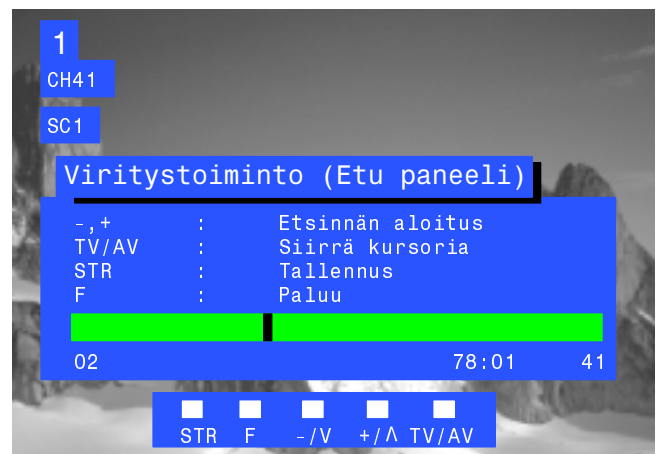 1
CH41
SC1
Viritystoiminto (Etu paneeli)
-,+ : Etsinnän aloitus
TV/AV : Siirrä kursoria
STR : Tallennus
F : Paluu
02 78:01 41
STR F -/V +/Λ TV/AV